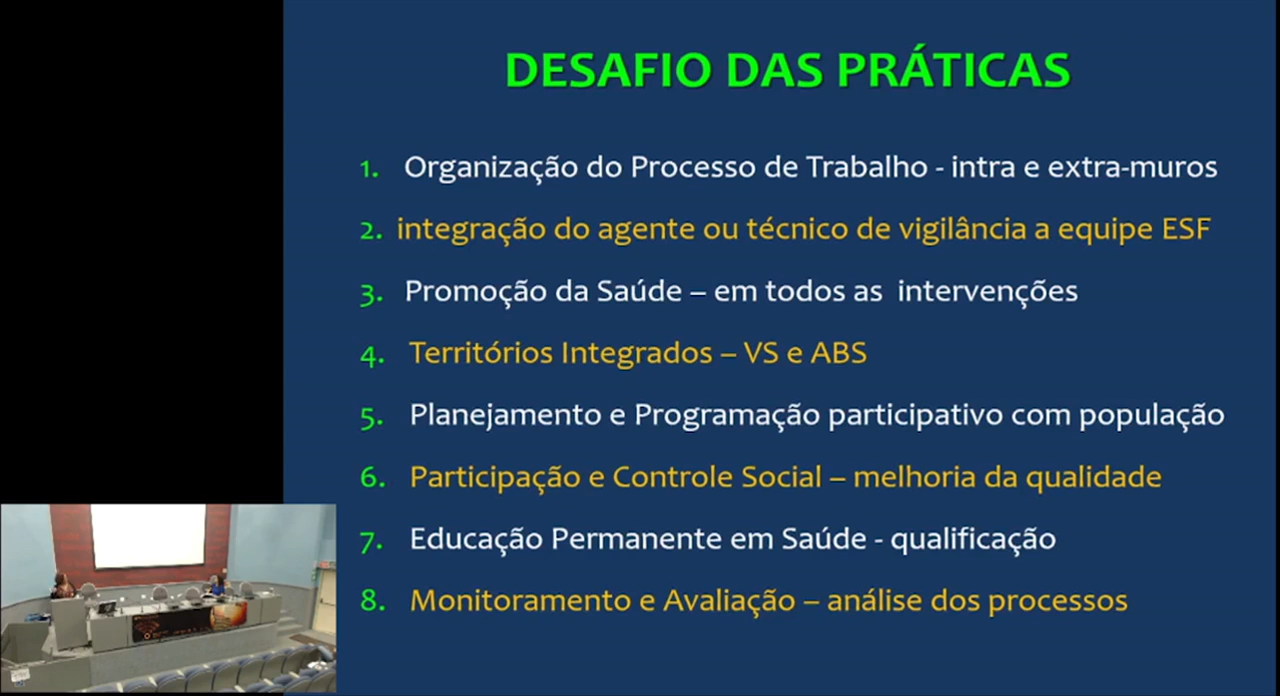 DESAFIO DAS PRÁTICAS
1. Organização do Processo de Trabalho - intra e extra-muros
2. integração do agente ou técnico de vigilância a equipe ESF
3. Promoção da Saúde – em todos as intervenções
4. Territórios Integrados – VS e ABS
5. Planejamento e Programação participativo com população
6. Participação e Controle Social – melhoria da qualidade
7. Educação Permanente em Saúde - qualificação
8. Monitoramento e Avaliação – análise dos processos